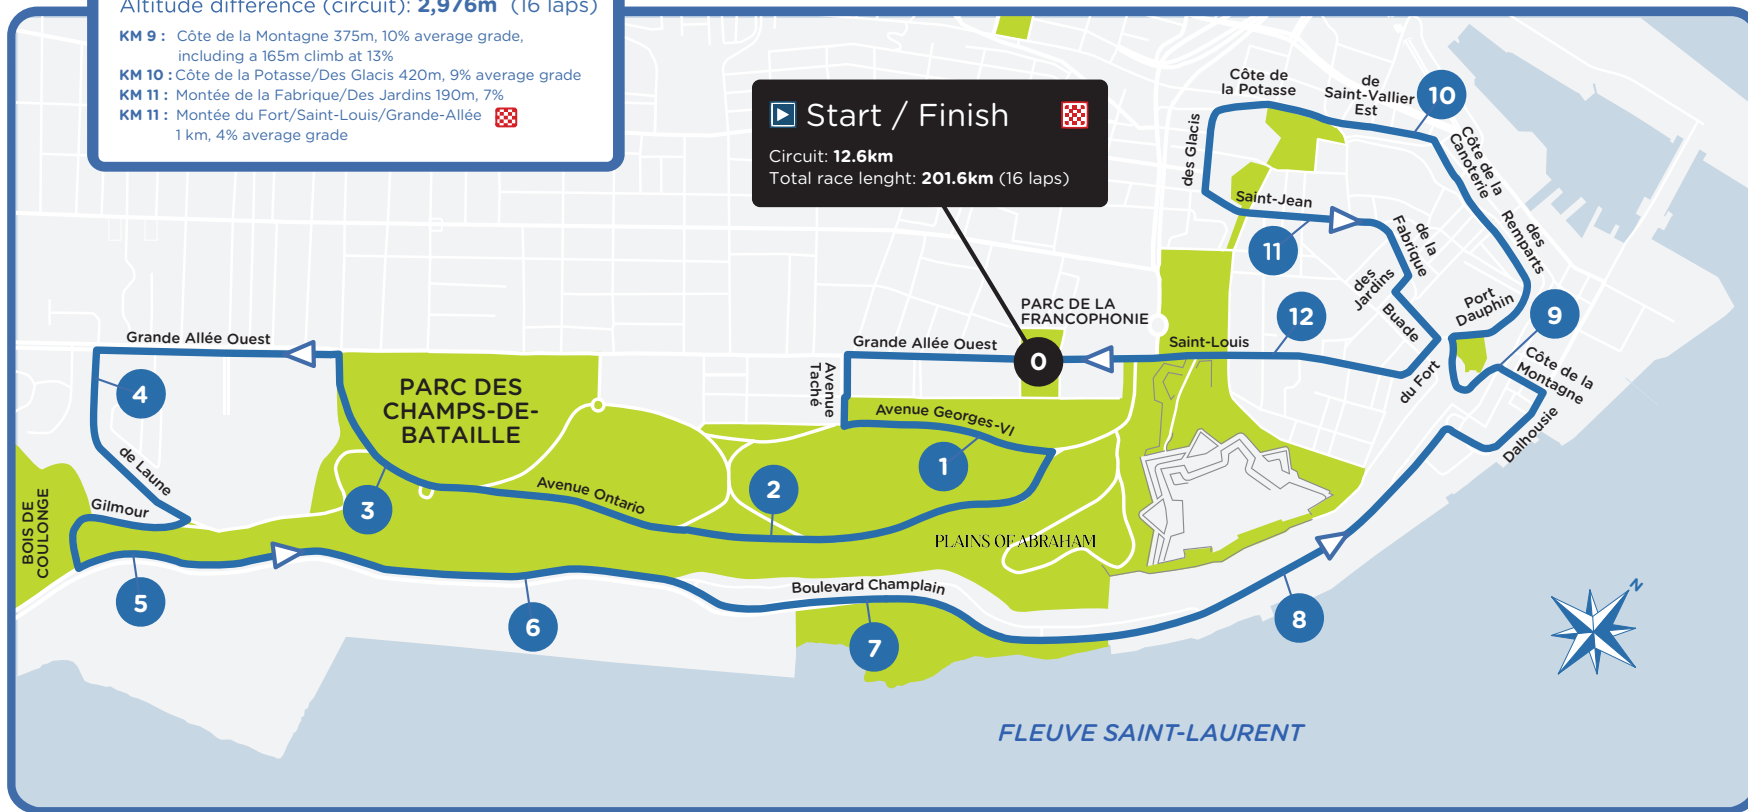 Altitude difference (circuit): 2,976m (16 laps)
KM 9 : Côte de la Montagne 375m, 10% average grade,
including a 165m climb at 13%
KM 10 : Côte de la Potasse/Des Glacis 420m, 9% average grade
KM 11 : Montée de la Fabrique/Des Jardins 190m, 7%
KM 11 : Montée du Fort/Saint-Louis/Grande-Allée
1 km, 4% average grade
Start / Finish
Circuit: 12.6km
Total race lenght: 201.6km (16 laps)
Côte de
la Potasse
de
Saint-Vallier
Est
10
Côte de la
Canoterie
des Glacis
Saint-Jean
11
de la
Fabrique
des
Remparts
des
Jardins
Buade
Port
Dauphin
9
12
PARC DE LA
FRANCOPHONIE
Saint-Louis
du Fort
Côte de la
Montagne
Dalhousie
Grande Allée Ouest
0
Grande Allée Ouest
Avenue
Taché
4
PARC DES
CHAMPS-DE-
BATAILLE
Avenue Georges-VI
1
de Laune
Gilmour
BOIS DE
COULONGE
3
Avenue Ontario
2
PLAINS OF ABRAHAM
5
6
Boulevard Champlain
7
8
N
FLEUVE SAINT-LAURENT